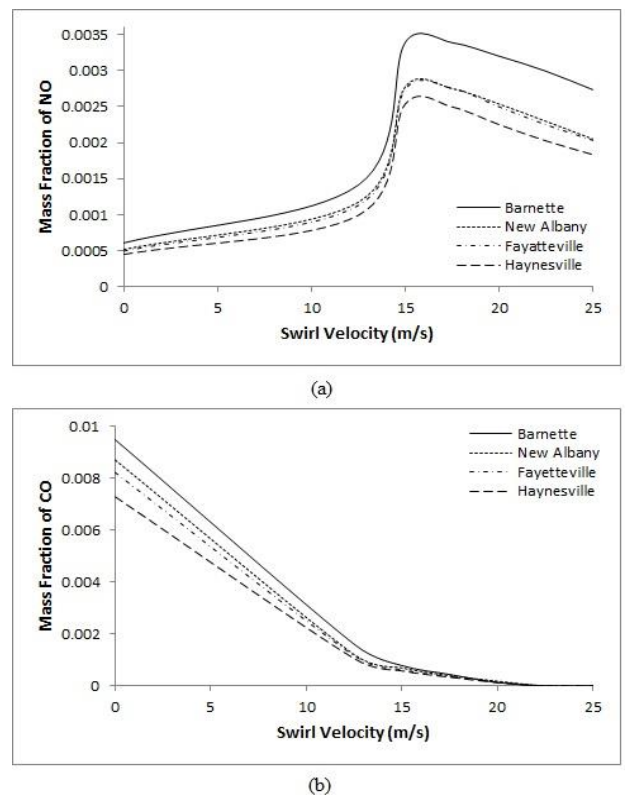 0.0035
0.003
0.0025
0.002
0.0015
0.001
0.0005
0
Mass Fraction of NO
Barnette
New Albany
Fayatteville
Haynesville
0 5 10 15 20 25
Swirl Velocity (m/s)
(a)
0.01
0.008
0.006
0.004
0.002
0
Mass Fraction of CO
Barnette
New Albany
Fayetteville
Haynesville
0 5 10 15 20 25
Swirl Velocity (m/s)
(b)